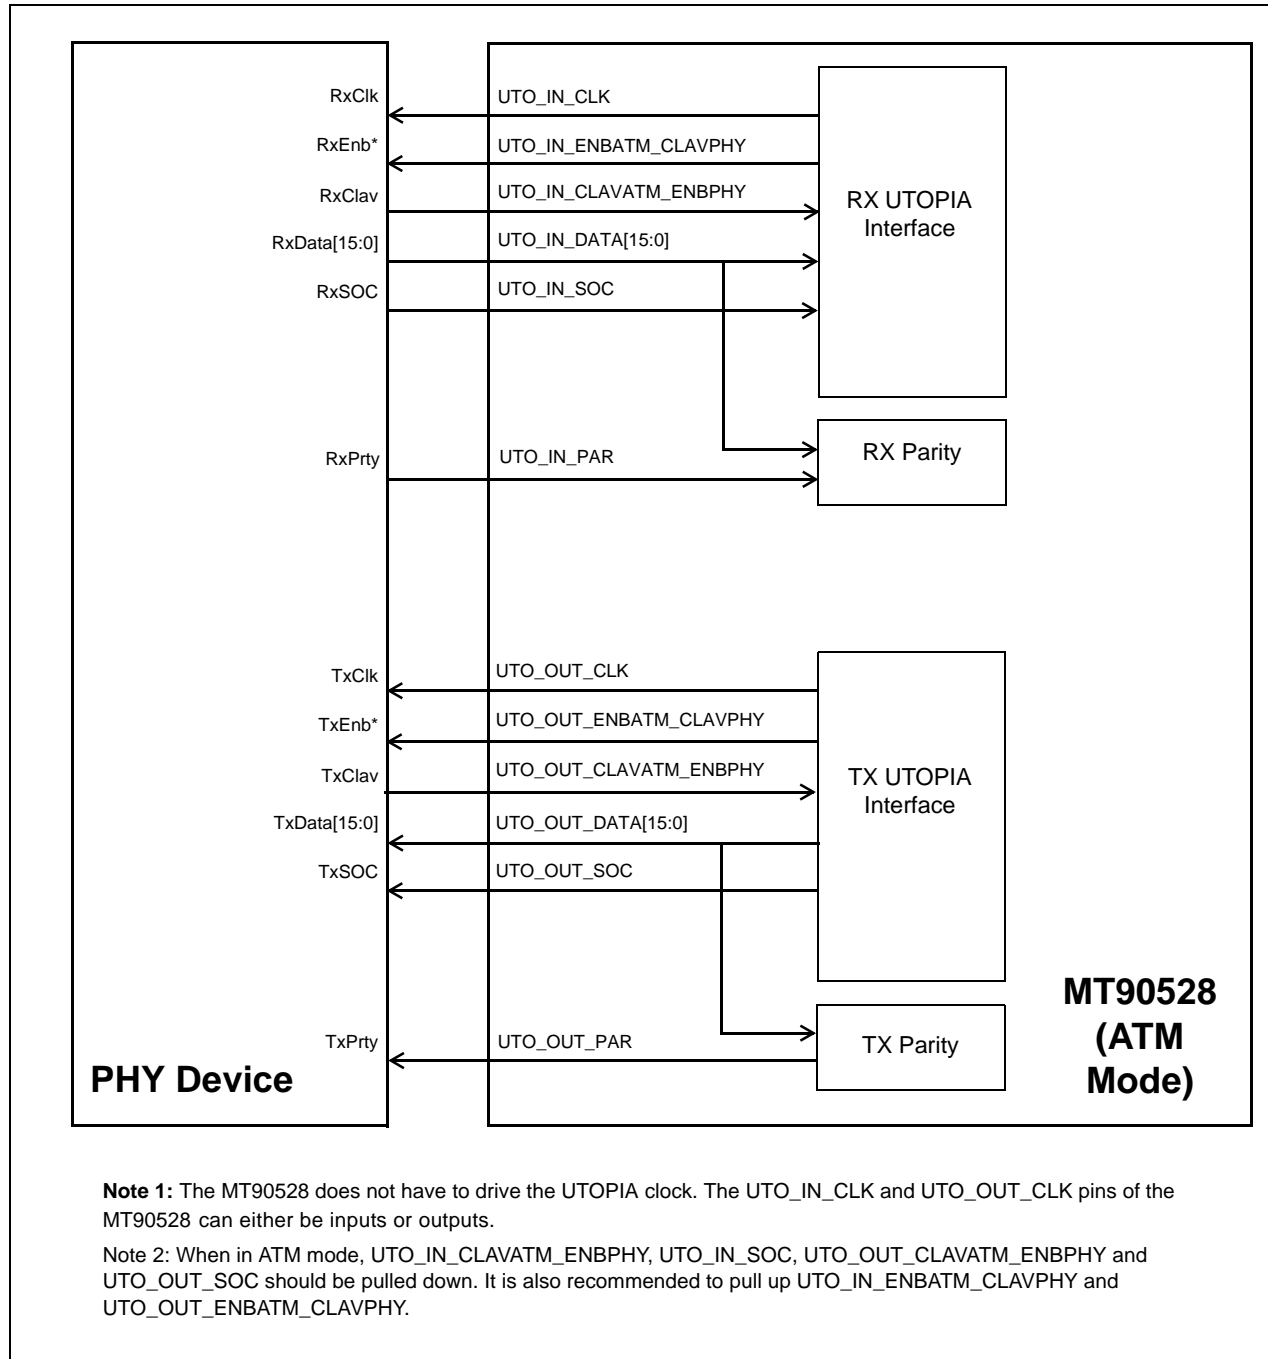 RxClk UTO_IN_CLK
RxEnb* UTO_IN_ENBATM_CLAVPHY
RxClav UTO_IN_CLAVATM_ENBPHY
RX UTOPIA
Interface
RxData[15:0] UTO_IN_DATA[15:0]
RxSOC UTO_IN_SOC
RxPrty UTO_IN_PAR
RX Parity
TxClk UTO_OUT_CLK
TxEnb* UTO_OUT_ENBATM_CLAVPHY
TxClav UTO_OUT_CLAVATM_ENBPHY
TX UTOPIA
Interface
TxData[15:0] UTO_OUT_DATA[15:0]
TxSOC UTO_OUT_SOC
TxPrty UTO_OUT_PAR
TX Parity
PHY Device
MT90528
(ATM
Mode)
Note 1: The MT90528 does not have to drive the UTOPIA clock. The UTO_IN_CLK and UTO_OUT_CLK pins of the
MT90528 can either be inputs or outputs.
Note 2: When in ATM mode, UTO_IN_CLAVATM_ENBPHY, UTO_IN_SOC, UTO_OUT_CLAVATM_ENBPHY and
UTO_OUT_SOC should be pulled down. It is also recommended to pull up UTO_IN_ENBATM_CLAVPHY and
UTO_OUT_ENBATM_CLAVPHY.